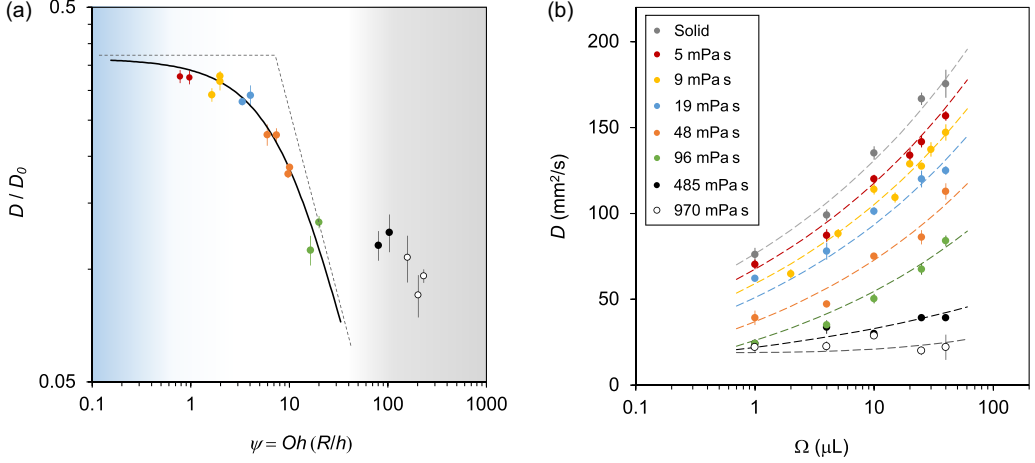 (a)
0.5
D / D0
0.05
0.1
1
10
100
1000
ψ = Oh (R/h)
(b)
200
150
100
50
0
D (mm²/s)
Solid
5 mPa s
9 mPa s
19 mPa s
48 mPa s
96 mPa s
485 mPa s
970 mPa s
0.1
1
10
100
Ω (μL)